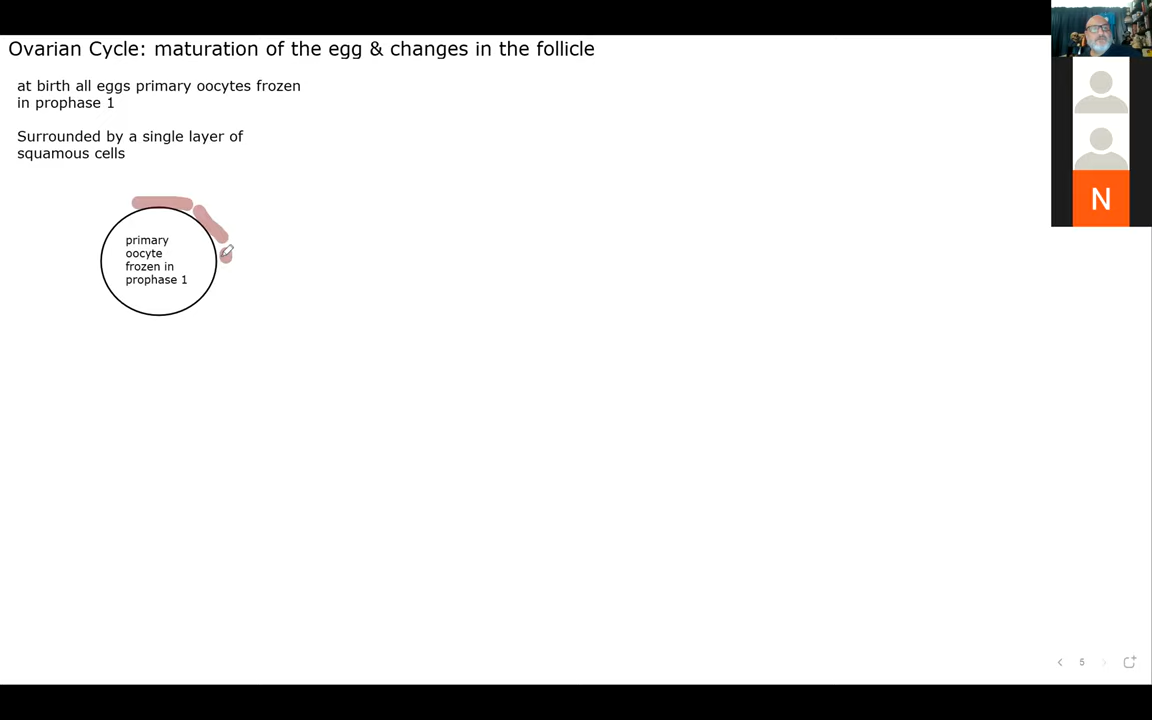 Ovarian Cycle: maturation of the egg & changes in the follicle
at birth all eggs primary oocytes frozen
in prophase 1
Surrounded by a single layer of
squamous cells
primary
oocyte
frozen in
prophase 1
N
5